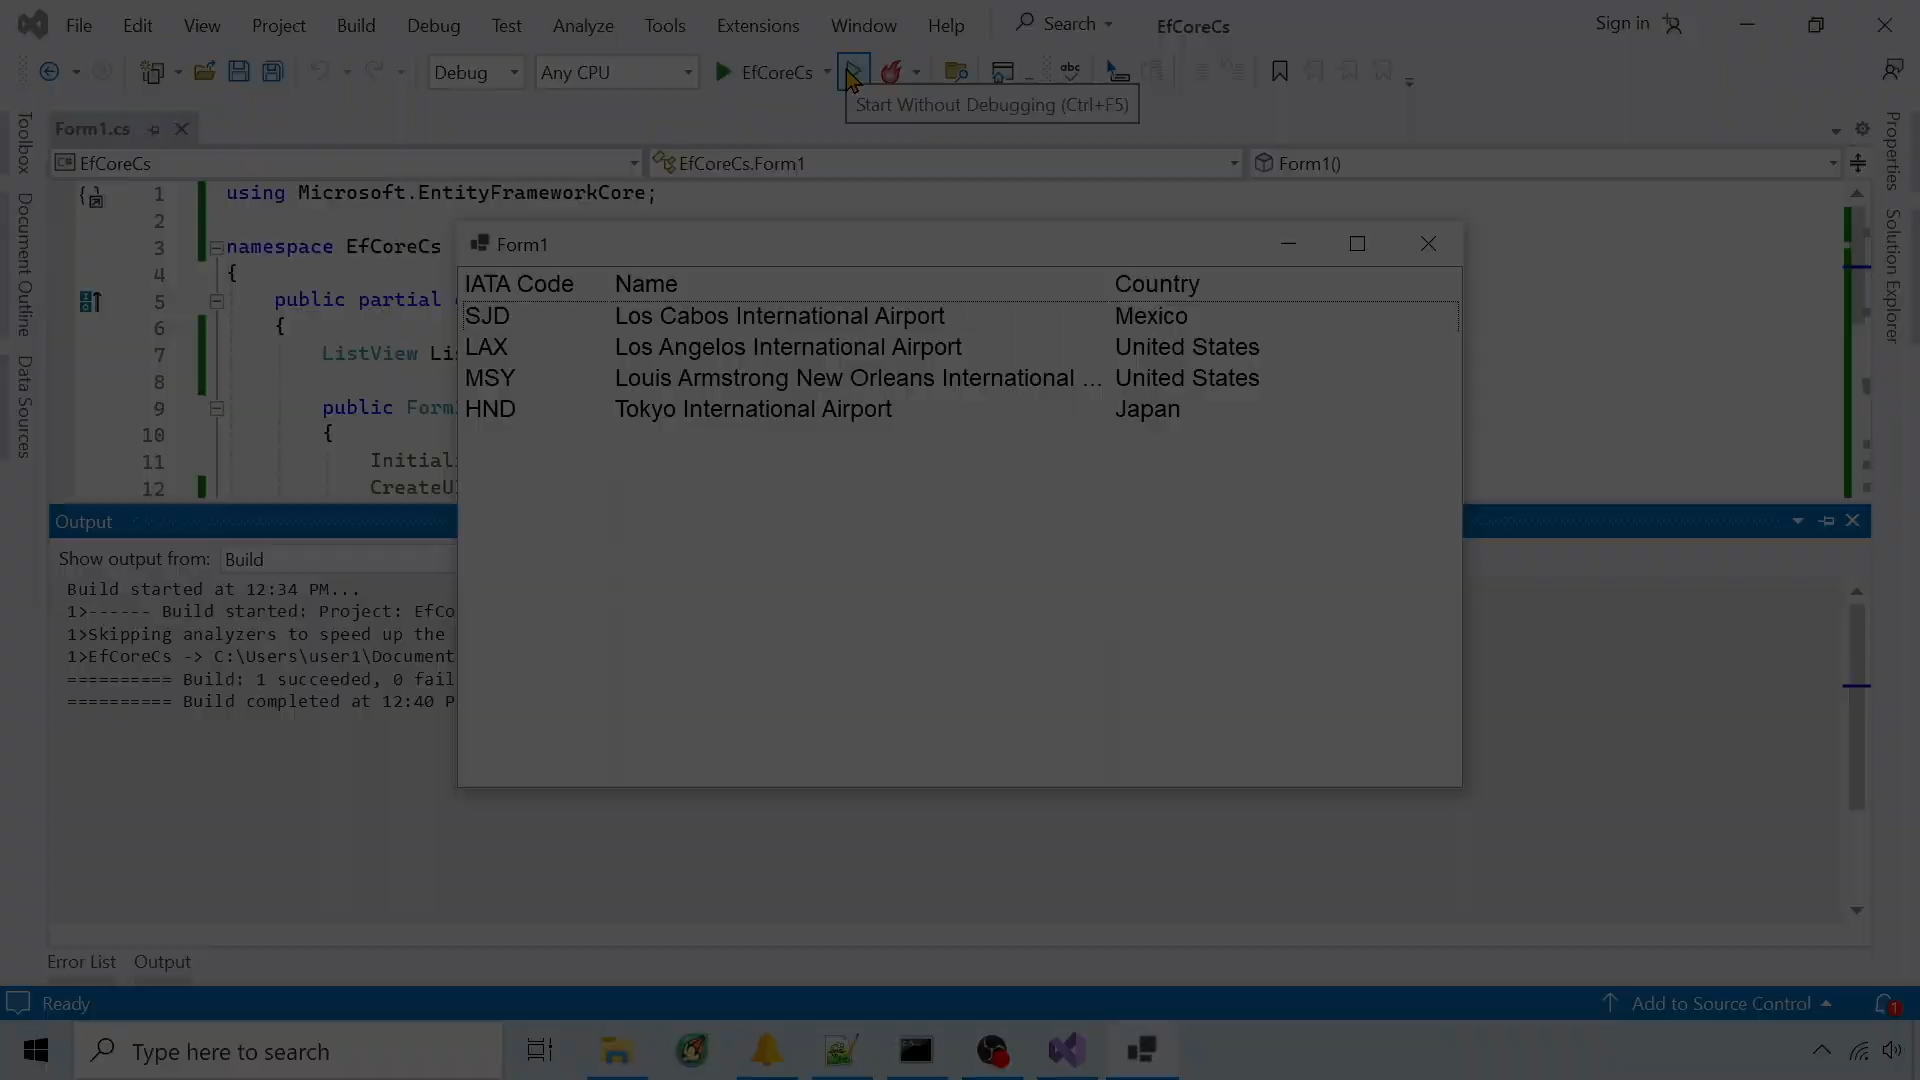 File Edit View Project Build Debug Test Analyze Tools Extensions Window Help Search EfCoreCs Sign in
Debug Any CPU EfCoreCs abc
Start Without Debugging (Ctrl+F5)
Toolbox
Document Outline
Data Sources
Properties
Solution Explorer
Form1.cs
EfCoreCs EfCoreCs.Form1 Form1()
1 using Microsoft.EntityFrameworkCore;
2
3 namespace EfCoreCs
4 {
5 public partial
6 {
7 ListView Li
8
9 public Form
10 {
11 Initial
12 CreateU
Form1
IATA Code Name Country
SJD Los Cabos International Airport Mexico
LAX Los Angelos International Airport United States
MSY Louis Armstrong New Orleans International ... United States
HND Tokyo International Airport Japan
Output
Show output from: Build
Build started at 12:34 PM...
1>------ Build started: Project: EfCo
1>Skipping analyzers to speed up the
1>EfCoreCs -> C:\Users\user1\Document
========== Build: 1 succeeded, 0 fail
========== Build completed at 12:40 P
Error List Output
Ready Add to Source Control 1
Type here to search